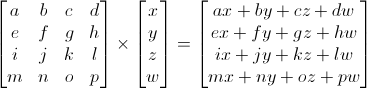 a b c d x ax + by + cz + dw
e f g h × y = ex + fy + gz + hw
i j k l z ix + jy + kz + lw
m n o p w mx + ny + oz + pw